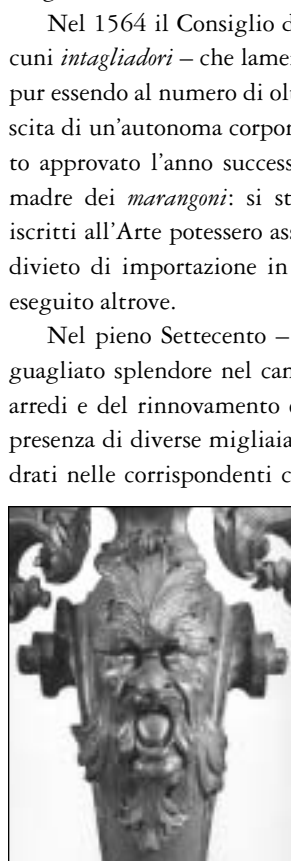 Nel 1564 il Consiglio d
cuni intagliadori – che lamen
pur essendo al numero di olt
scita di un'autonoma corpor
to approvato l'anno success
madre dei marangoni: si st
iscritti all'Arte potessero ass
divieto di importazione in
eseguito altrove.
Nel pieno Settecento –
guagliato splendore nel can
arredi e del rinnovamento
presenza di diverse migliaia
drati nelle corrispondenti c